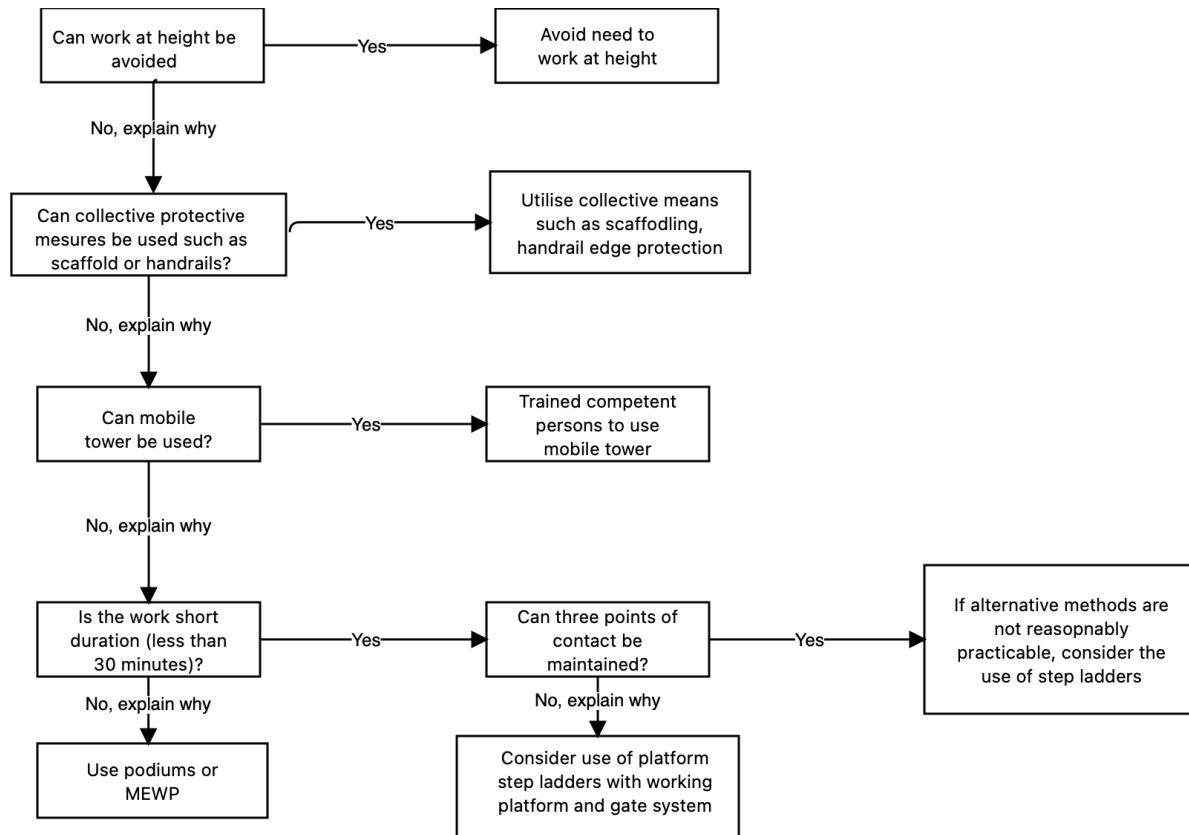 Can work at height be
avoided
Yes
Avoid need to
work at height
No, explain why
Can collective protective
mesures be used such as
scaffold or handrails?
Yes
Utilise collective means
such as scaffodling,
handrail edge protection
No, explain why
Can mobile
tower be used?
Yes
Trained competent
persons to use
mobile tower
No, explain why
Is the work short
duration (less than
30 minutes)?
Yes
Can three points of
contact be
maintained?
Yes
If alternative methods are
not reasopnably
practicable, consider the
use of step ladders
No, explain why
Use podiums or
MEWP
No, explain why
Consider use of platform
step ladders with working
platform and gate system